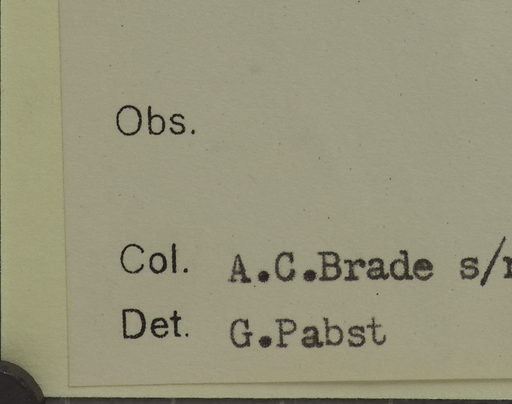 Obs.
Col. A.C.Brade
Det. G.Pabst